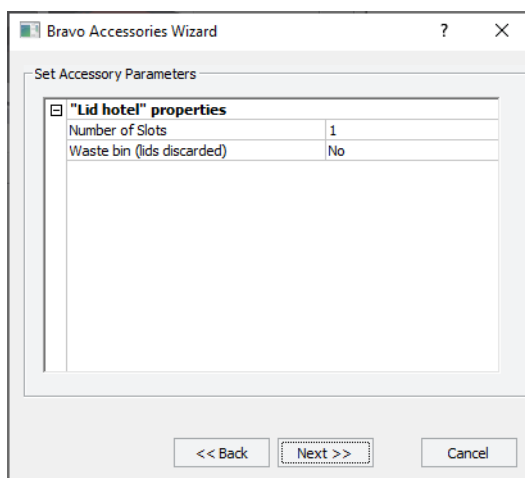 Bravo Accessories Wizard ?
Set Accessory Parameters
"Lid hotel" properties
Number of Slots 1
Waste bin (lids discarded) No
<< Back Next >> Cancel